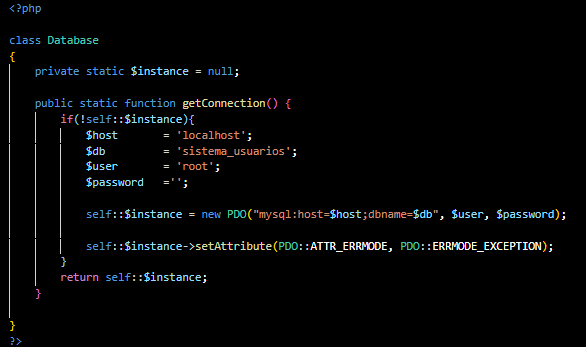 <?php
class Database
{
    private static $instance = null;
    public static function getConnection() {
        if(!self::$instance){
            $host       = 'localhost';
            $db         = 'sistema_usuarios';
            $user       = 'root';
            $password   ='';
            self::$instance = new PDO("mysql:host=$host;dbname=$db", $user, $password);
            self::$instance->setAttribute(PDO::ATTR_ERRMODE, PDO::ERRMODE_EXCEPTION);
        }
        return self::$instance;
    }
}
?>